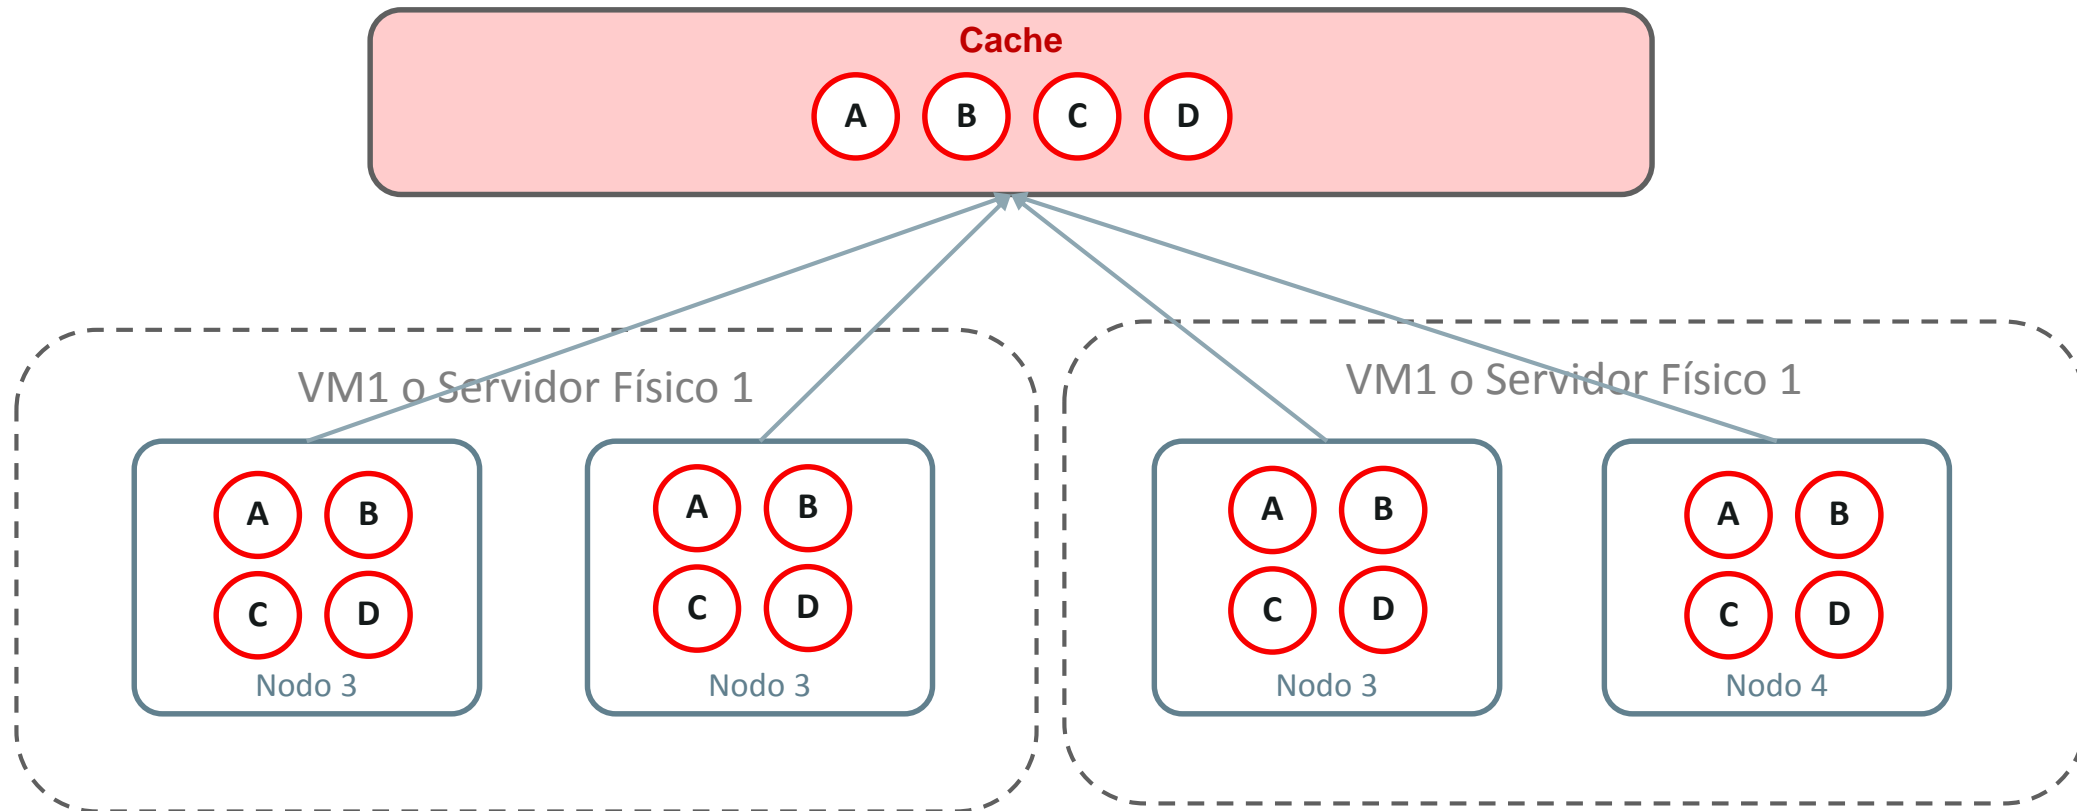 Cache
A B C D
VM1 o Servidor Físico 1
A B
C D
Nodo 3
A B
C D
Nodo 3
VM1 o Servidor Físico 1
A B
C D
Nodo 3
A B
C D
Nodo 4